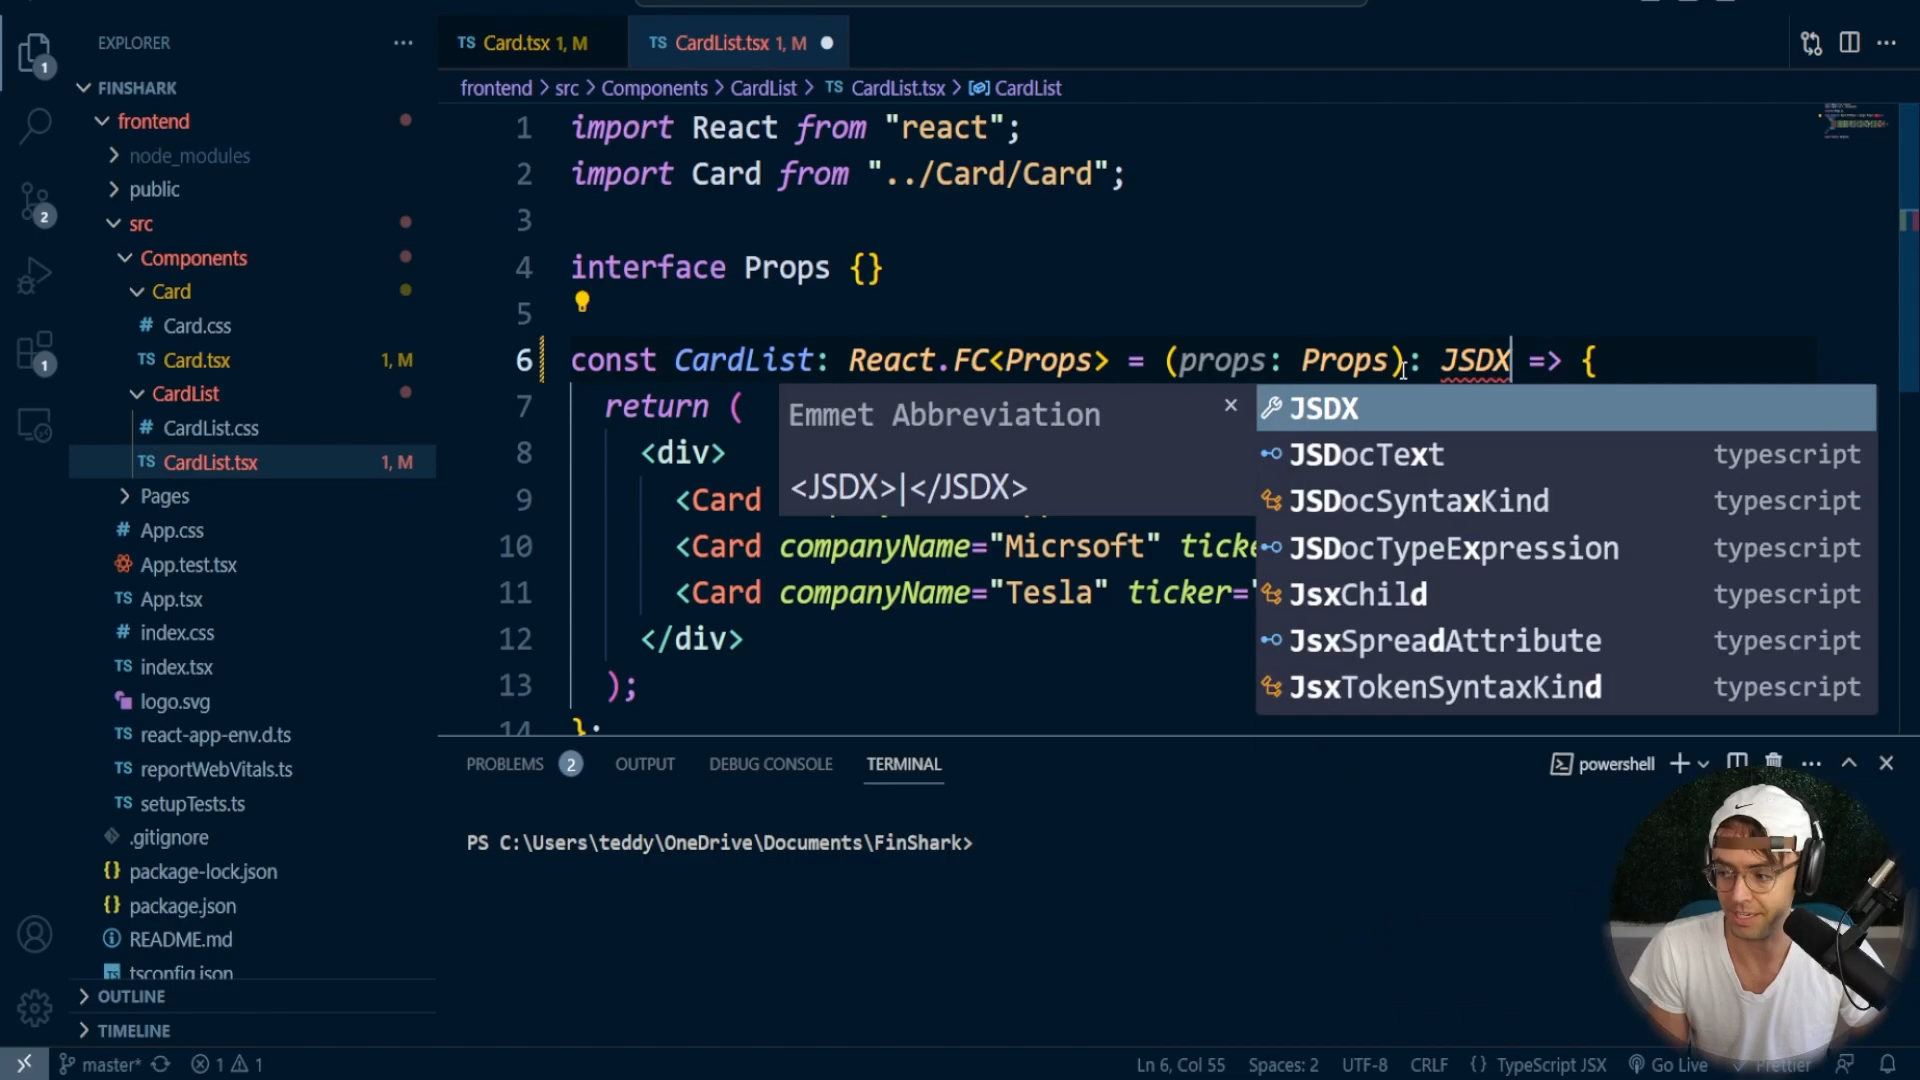 EXPLORER
FINSHARK
frontend
node_modules
public
src
Components
Card
Card.css
Card.tsx 1, M
CardList
CardList.css
CardList.tsx 1, M
Pages
App.css
App.test.tsx
App.tsx
index.css
index.tsx
logo.svg
react-app-env.d.ts
reportWebVitals.ts
setupTests.ts
.gitignore
package-lock.json
package.json
README.md
tsconfig.json
OUTLINE
TIMELINE
1
2
1
TS Card.tsx 1, M
TS CardList.tsx 1, M
frontend > src > Components > CardList > TS CardList.tsx > CardList
1 import React from "react";
2 import Card from "../Card/Card";
3
4 interface Props {}
5
6 const CardList: React.FC<Props> = (props: Props): JSDX => {
7 return (
8 <div>
9 <Card
10 <Card companyName="Micrsoft" ticke
11 <Card companyName="Tesla" ticker="
12 </div>
13 );
14 };
Emmet Abbreviation
<JSDX>|</JSDX>
JSDX
JSDocText typescript
JSDocSyntaxKind typescript
JSDocTypeExpression typescript
JsxChild typescript
JsxSpreadAttribute typescript
JsxTokenSyntaxKind typescript
PROBLEMS 2 OUTPUT DEBUG CONSOLE TERMINAL
powershell
PS C:\Users\teddy\OneDrive\Documents\FinShark>
master* 1 1
Ln 6, Col 55 Spaces: 2 UTF-8 CRLF {} TypeScript JSX Go Live Prettier